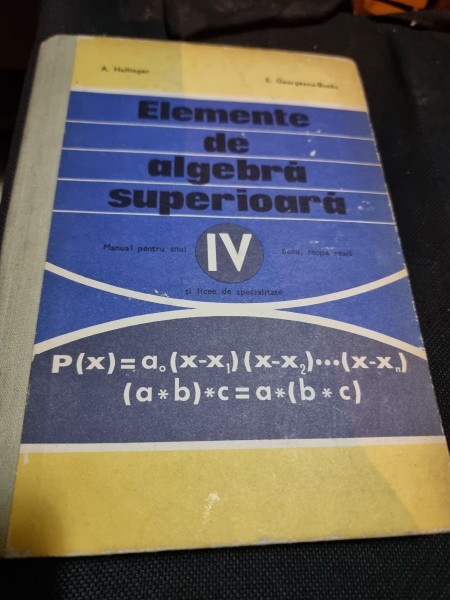 A. Hollinger
E. Georgescu-Buzău
Elemente
de
algebră
superioară
Manual pentru anul IV liceu, secția reală
și licee de specialitate
P(x)=a₀(x-x₁)(x-x₂)···(x-xₙ)
(a*b)*c=a*(b*c)